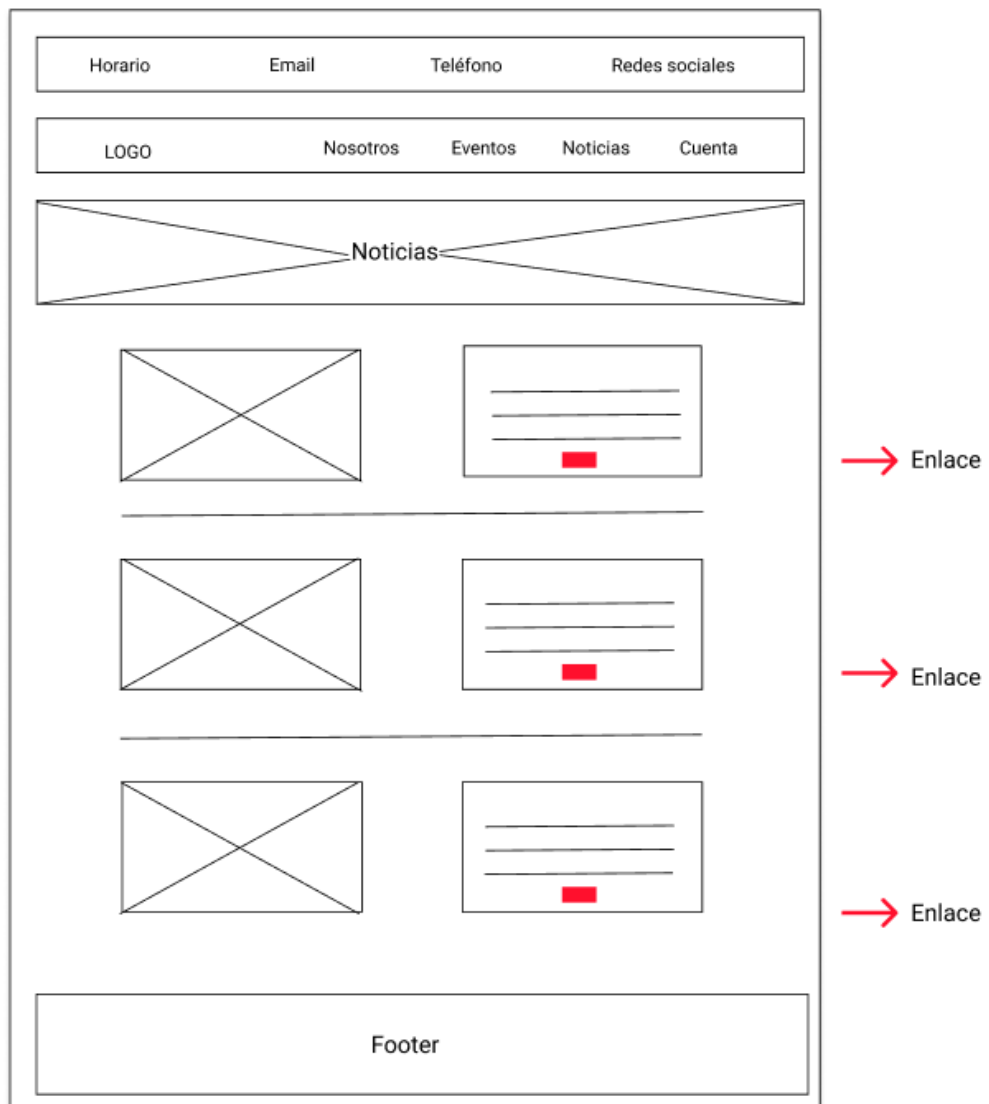 Horario Email Teléfono Redes sociales
LOGO Nosotros Eventos Noticias Cuenta
Noticias
Enlace
Enlace
Enlace
Footer